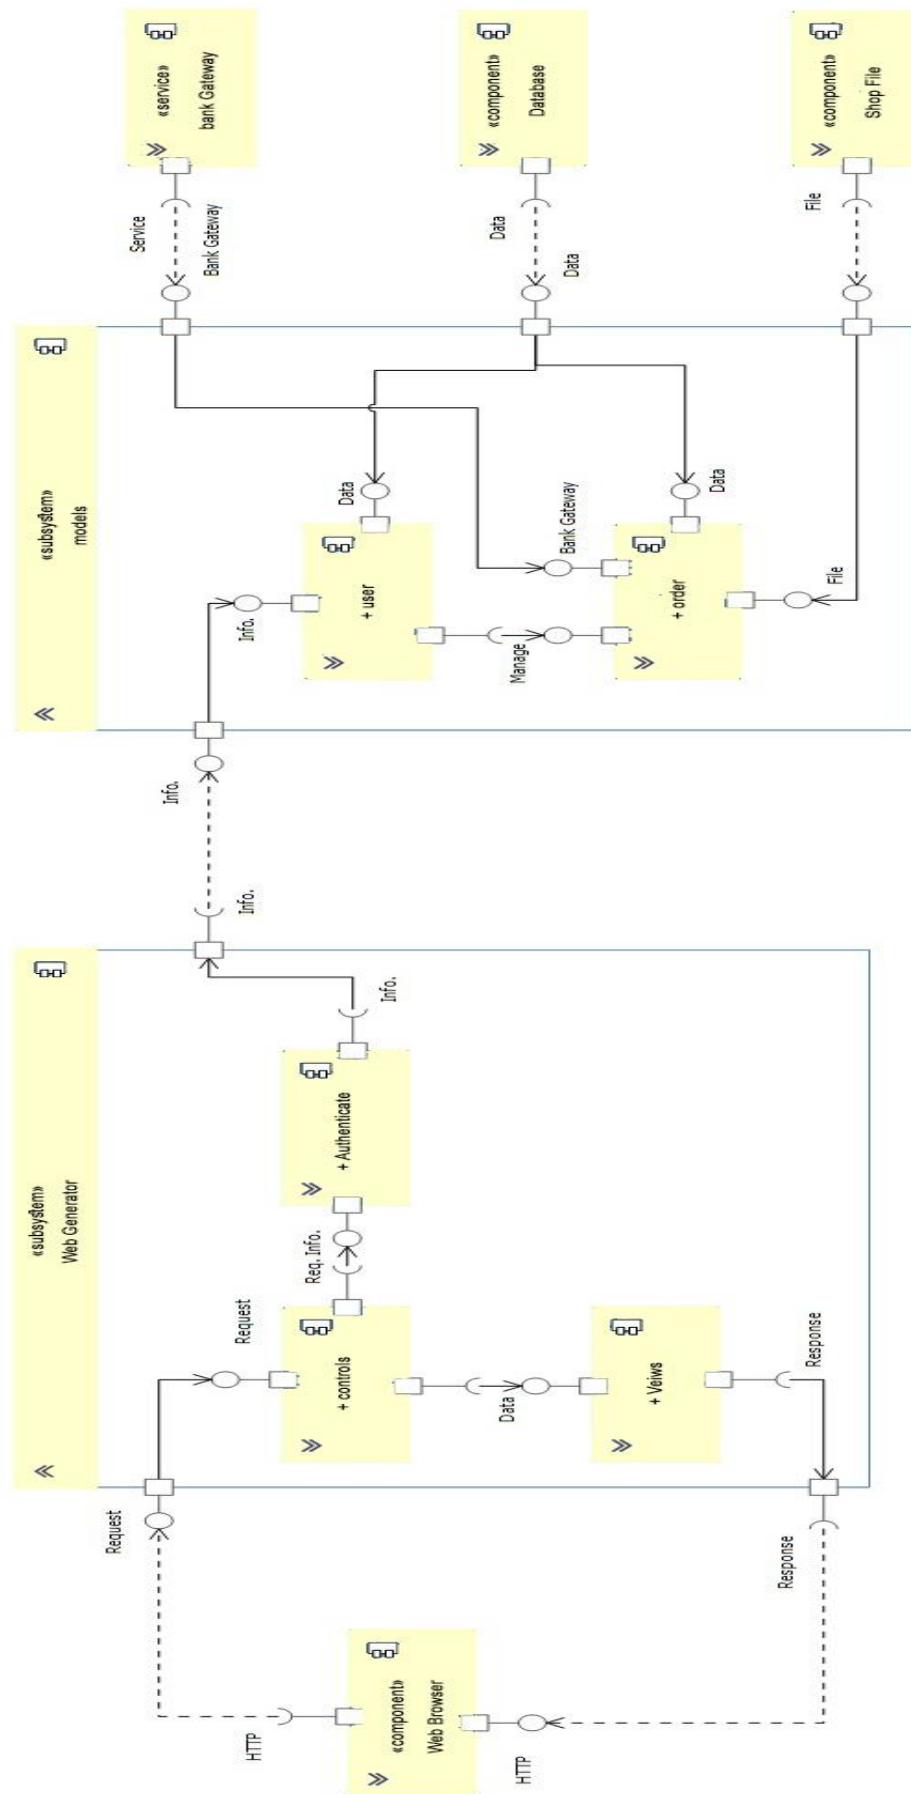 HTTP
«component»
Web Browser
HTTP
Request
Response
«subsystem»
Web Generator
Request
+ controls
Data
+ Veiws
Response
Req. Info.
+ Authenticate
Info.
Info.
Info.
«subsystem»
models
Info.
+ user
Manage
+ order
Data
Bank Gateway
Data
File
Service
Bank Gateway
Data
Data
File
«service»
bank Gateway
«component»
Database
«component»
Shop File